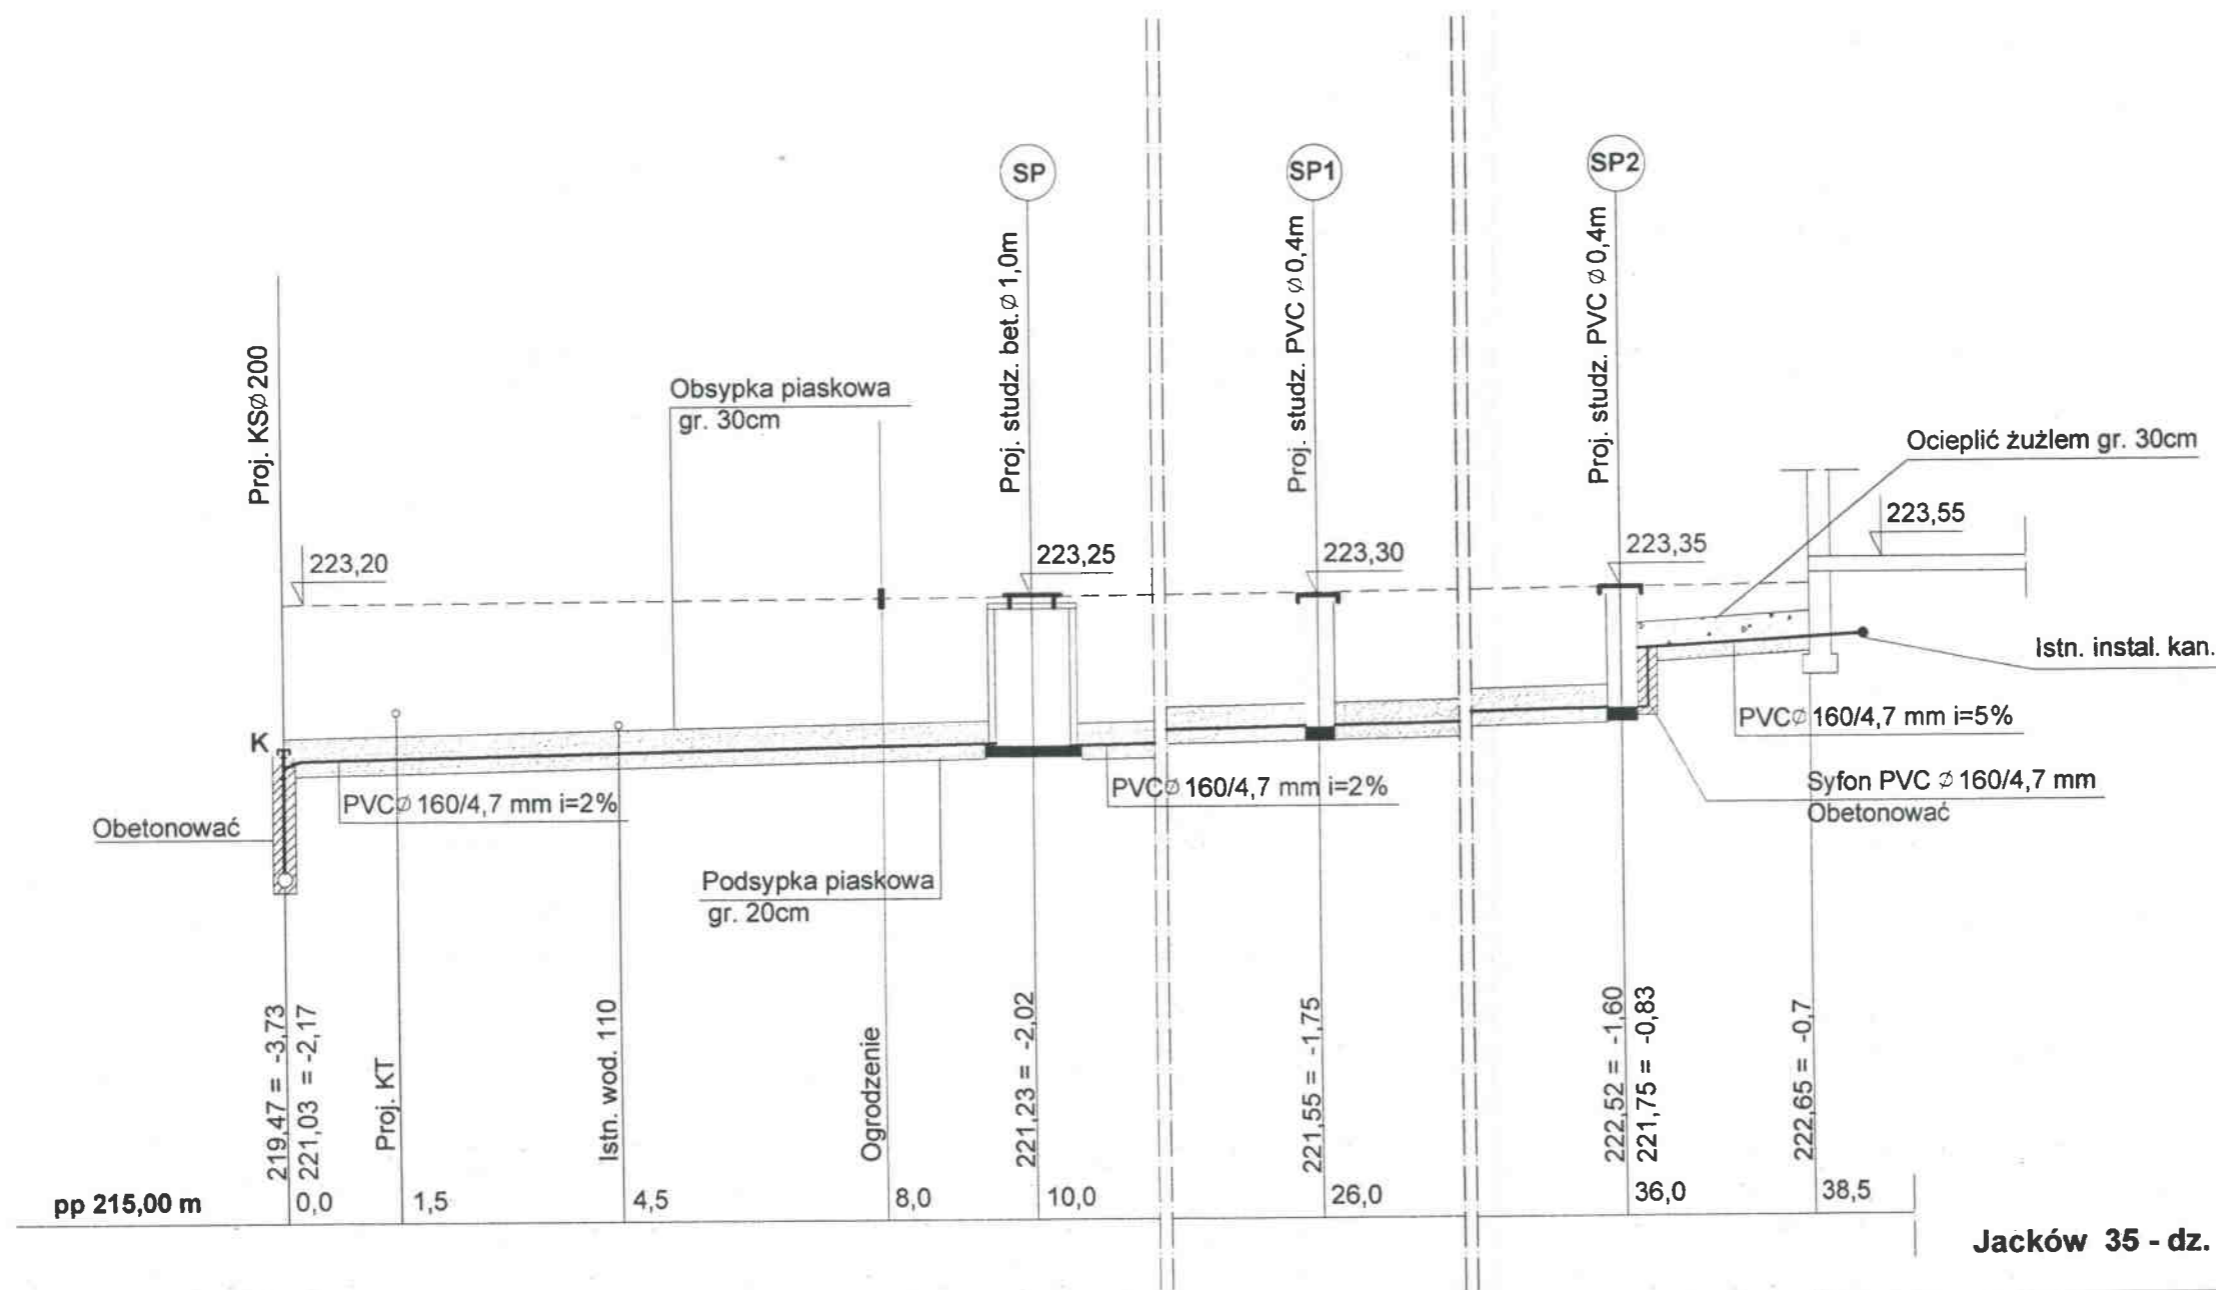 SP
SP1
SP2
Proj. KSØ200
Proj. studz. bet. Ø 1,0m
Proj. studz. PVC Ø 0,4m
Proj. studz. PVC Ø 0,4m
Obsypka piaskowa
gr. 30cm
Ocieplić żużlem gr. 30cm
223,20
223,25
223,30
223,35
223,55
Istn. instal. kan.
K
PVCØ 160/4,7 mm i=2%
PVCØ 160/4,7 mm i=2%
PVCØ 160/4,7 mm i=5%
Syfon PVC Ø 160/4,7 mm
Obetonować
Obetonować
Podsypka piaskowa
gr. 20cm
219,47 = -3,73
221,03 = -2,17
Proj. KT
Istn. wod. 110
Ogrodzenie
221,23 = -2,02
221,55 = -1,75
222,52 = -1,60
221,75 = -0,83
222,65 = -0,7
pp 215,00 m
0,0
1,5
4,5
8,0
10,0
26,0
36,0
38,5
Jacków 35 - dz.